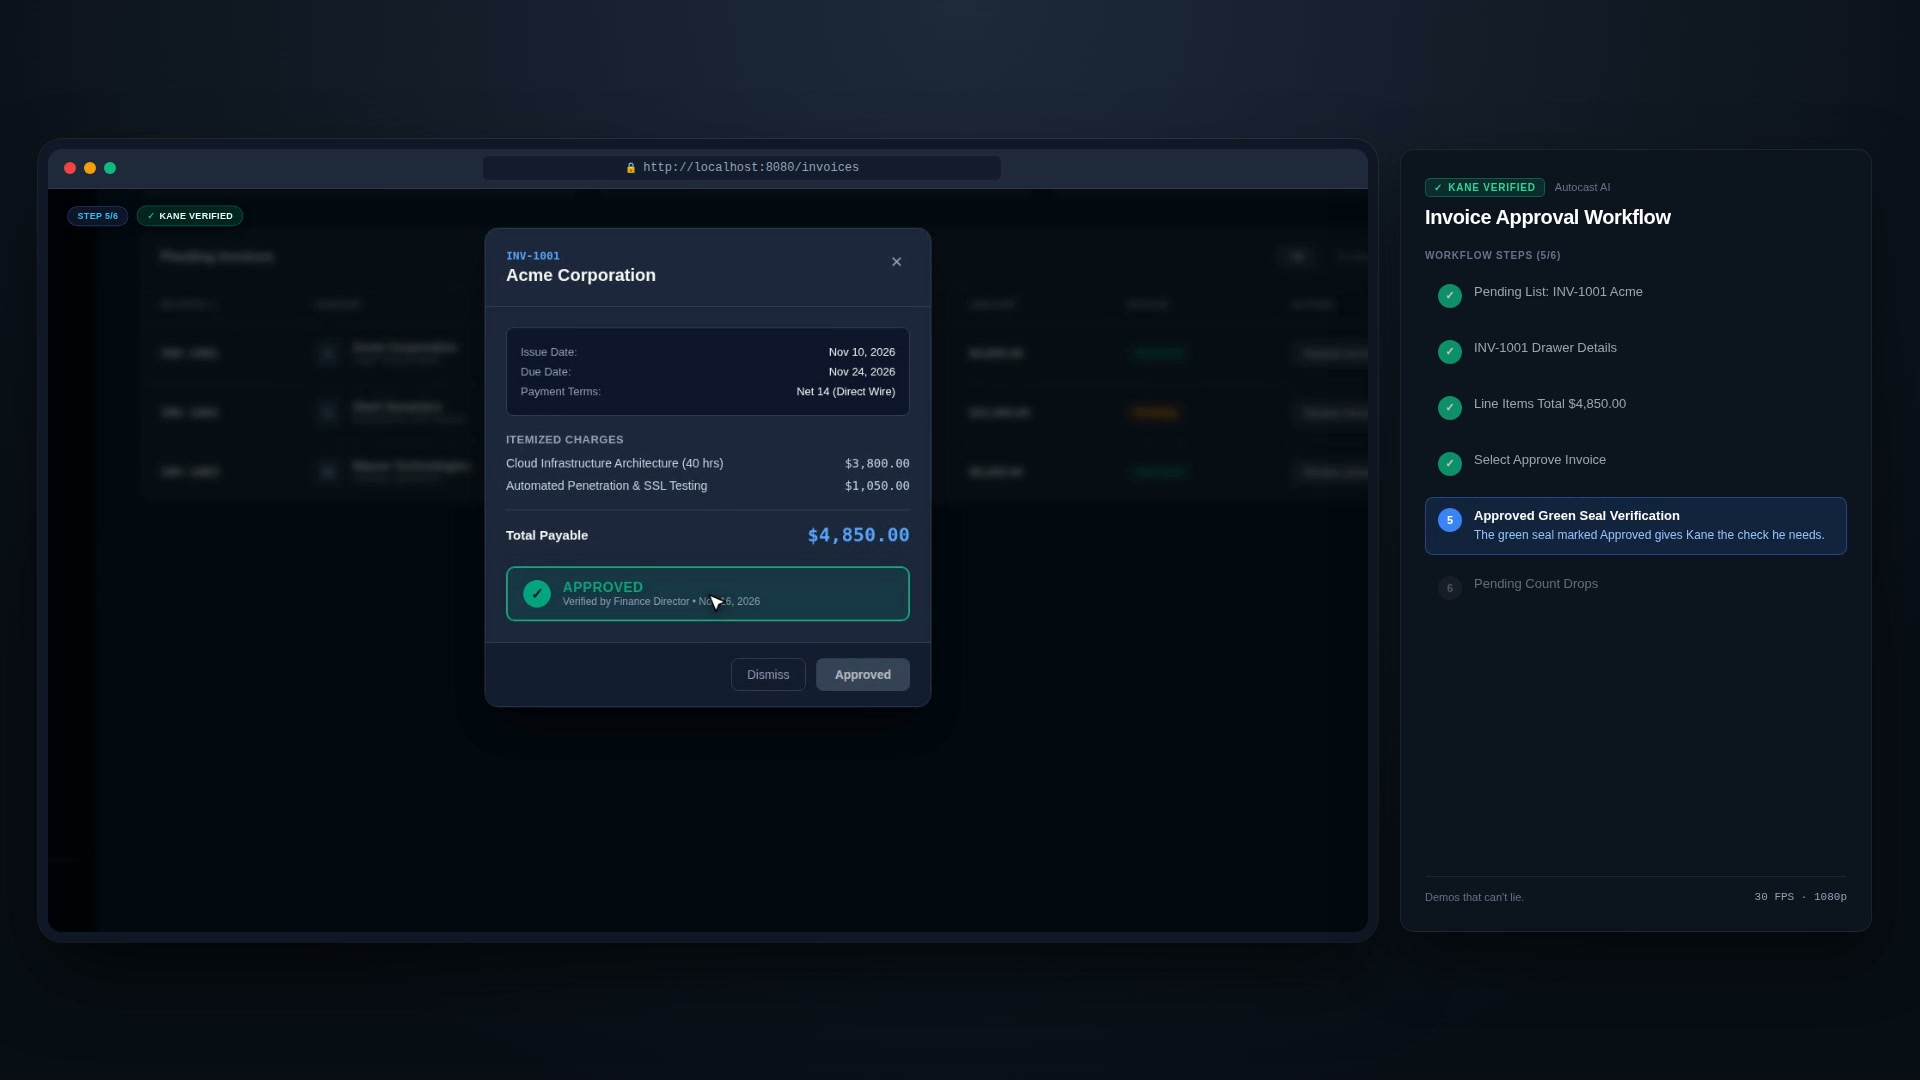 http://localhost:8080/invoices
STEP 5/6
✓ KANE VERIFIED
Pending Invoices
INV-1001
Acme Corporation
✕
Issue Date: Nov 10, 2026
Due Date: Nov 24, 2026
Payment Terms: Net 14 (Direct Wire)
ITEMIZED CHARGES
Cloud Infrastructure Architecture (40 hrs) $3,800.00
Automated Penetration & SSL Testing $1,050.00
Total Payable $4,850.00
✓ APPROVED
Verified by Finance Director • Nov 16, 2026
Dismiss Approved
✓ KANE VERIFIED Autocast AI
Invoice Approval Workflow
WORKFLOW STEPS (5/6)
✓ Pending List: INV-1001 Acme
✓ INV-1001 Drawer Details
✓ Line Items Total $4,850.00
✓ Select Approve Invoice
5 Approved Green Seal Verification
The green seal marked Approved gives Kane the check he needs.
6 Pending Count Drops
Demos that can't lie. 30 FPS · 1080p